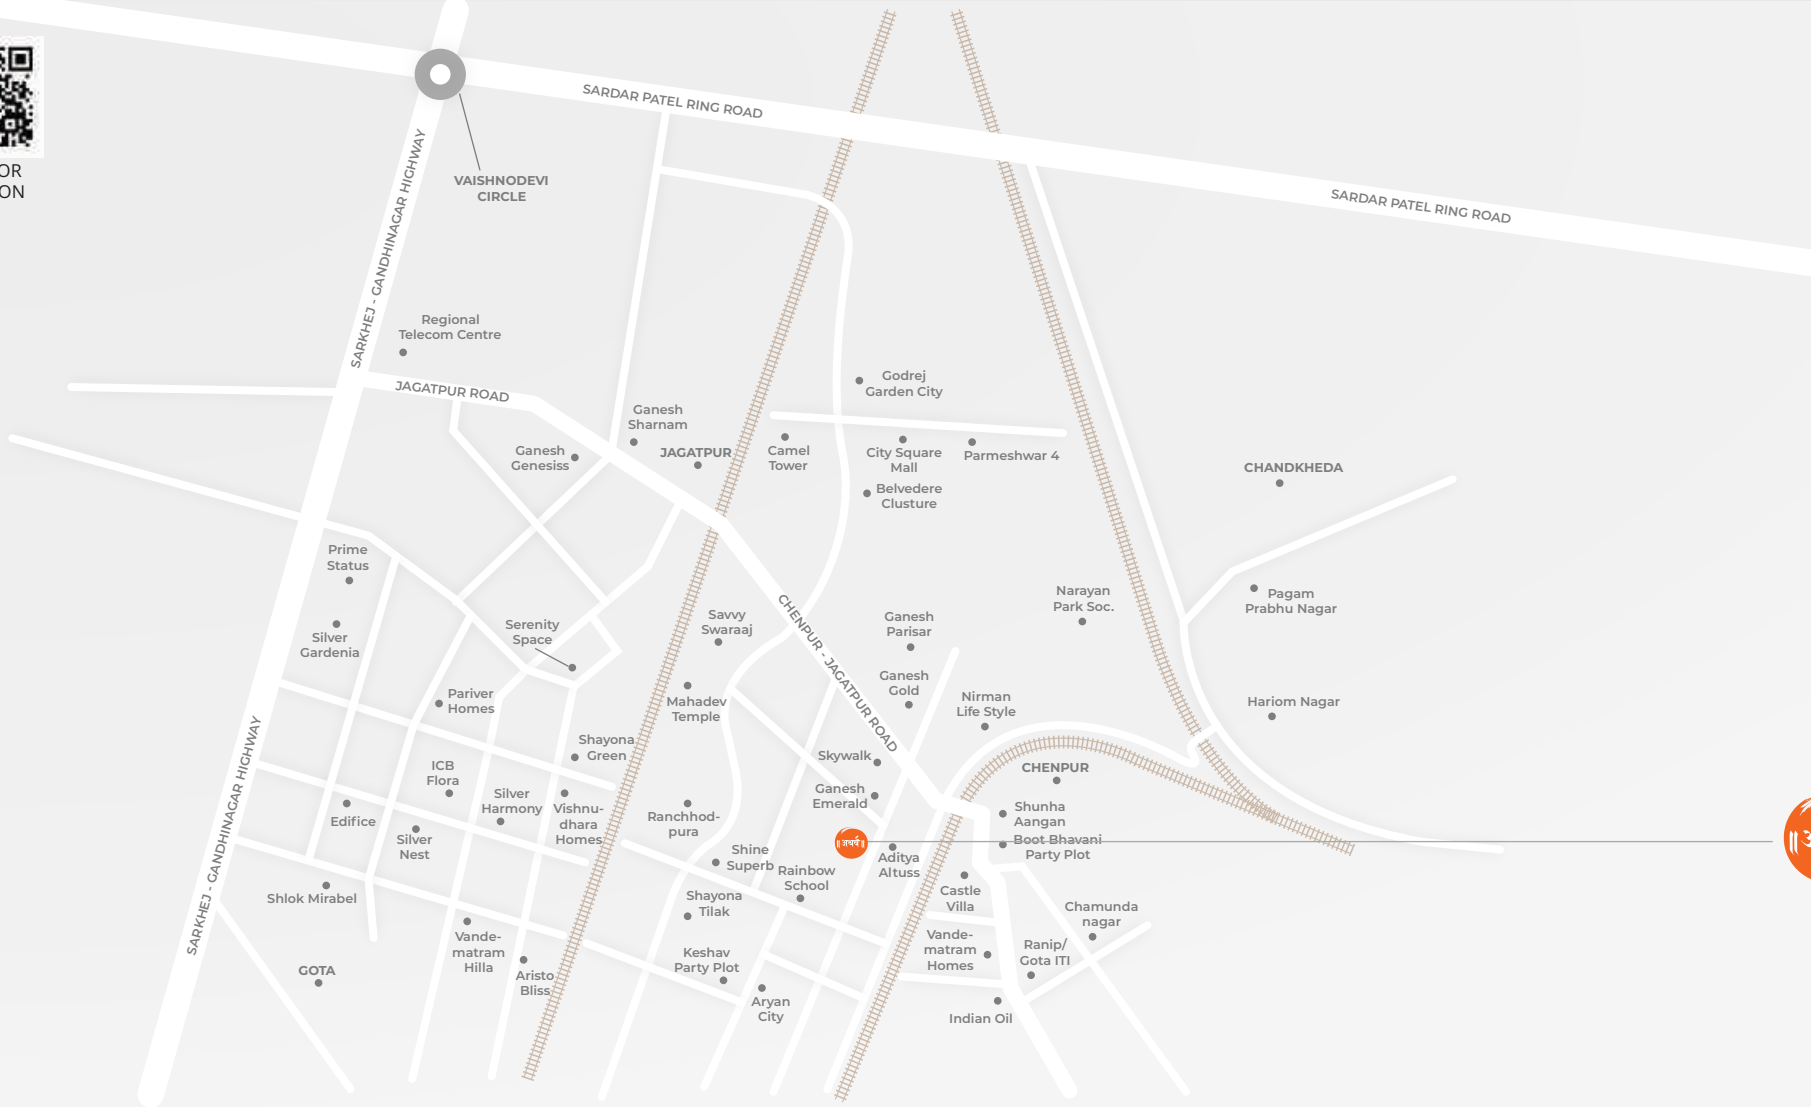 OR
ON
SARDAR PATEL RING ROAD
SARDAR PATEL RING ROAD
VAISHNODEVI
CIRCLE
SARKHEJ - GANDHINAGAR HIGHWAY
Regional
Telecom Centre
JAGATPUR ROAD
Godrej
Garden City
Ganesh
Sharnam
JAGATPUR
Ganesh
Genesiss
Camel
Tower
City Square
Mall
Parmeshwar 4
Belvedere
Clusture
CHANDKHEDA
Prime
Status
Silver
Gardenia
Serenity
Space
Savvy
Swaraaj
CHENPUR - JAGATPUR ROAD
Ganesh
Parisar
Narayan
Park Soc.
Pagam
Prabhu Nagar
Pariver
Homes
Mahadev
Temple
Ganesh
Gold
Nirman
Life Style
Hariom Nagar
SARKHEJ - GANDHINAGAR HIGHWAY
Shayona
Green
Skywalk
CHENPUR
ICB
Flora
Silver
Harmony
Vishnu-
dhara
Homes
Ranchhod-
pura
Ganesh
Emerald
Shunha
Aangan
Edifice
Silver
Nest
Shine
Superb
॥ अथर्व ॥
Aditya
Altuss
Boot Bhavani
Party Plot
Rainbow
School
Shlok Mirabel
Shayona
Tilak
Castle
Villa
Chamunda
nagar
Vande-
matram
Hilla
Aristo
Bliss
Keshav
Party Plot
Vande-
matram
Homes
Ranip/
Gota ITI
GOTA
Aryan
City
Indian Oil